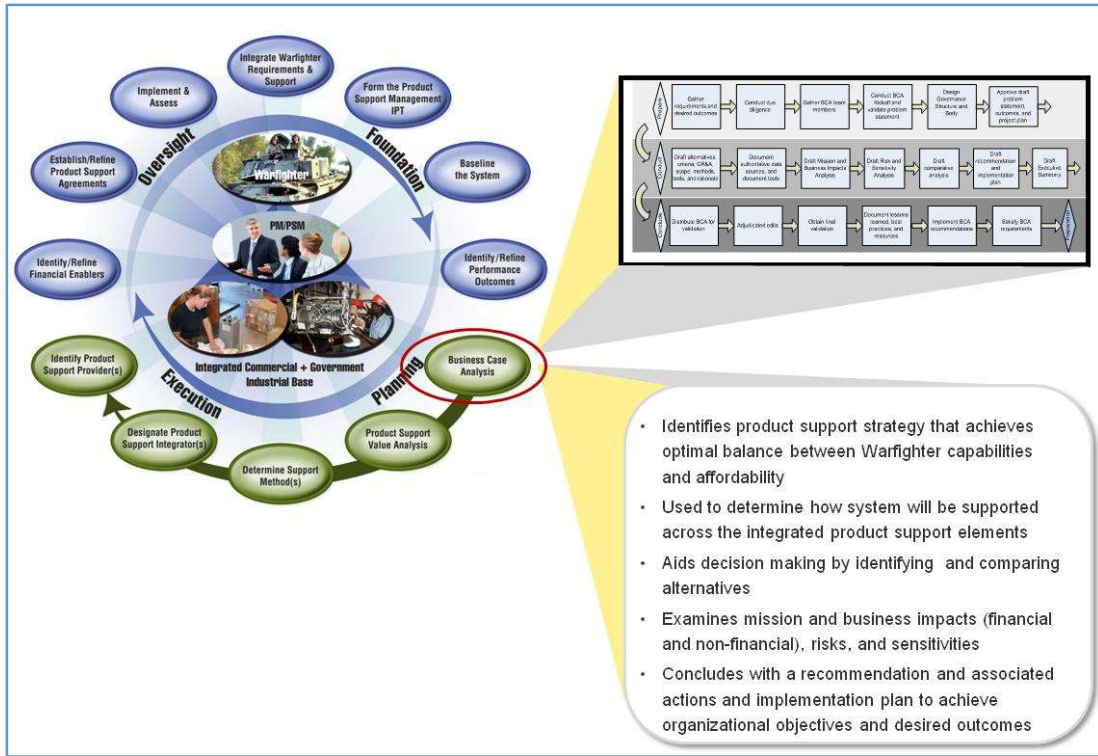 Integrate Warfighter
Requirements &
Support
Implement &
Assess
Form the Product
Support Management
IPT
Establish/Refine
Product Support
Agreements
Baseline
the System
Identify/Refine
Financial Enablers
Identify/Refine
Performance
Outcomes
Identify Product
Support Provider(s)
Business Case
Analysis
Designate Product
Support Integrator(s)
Product Support
Value Analysis
Determine Support
Method(s)
Oversight
Foundation
Execution
Planning
Warfighter
PM/PSM
Integrated Commercial + Government
Industrial Base
Prepare
Gather
requirements and
desired outcomes
Conduct due
diligence
Gather BCA team
members
Conduct BCA
Kickoff and
validate problem
statement
Design
Governance
Structure and
Body
Approve draft
problem
statement,
outcomes, and
project plan
Conduct
Draft alternatives,
criteria, GR&A,
scope, methods,
tools, and rationale
Document
authoritative data
sources, and
document tools
Draft Mission and
Business Impacts
Analysis
Draft Risk and
Sensitivity
Analysis
Draft
comparative
analysis
Draft
recommendation
and
implementation
plan
Draft
Executive
Summary
Conclude
Distribute BCA for
validation
Adjudicated edits
Obtain final
validation
Document lessons
learned, best
practices, and
resources
Implement BCA
recommendations
Satisfy BCA
requirements
• Identifies product support strategy that achieves
optimal balance between Warfighter capabilities
and affordability
• Used to determine how system will be supported
across the integrated product support elements
• Aids decision making by identifying and comparing
alternatives
• Examines mission and business impacts (financial
and non-financial), risks, and sensitivities
• Concludes with a recommendation and associated
actions and implementation plan to achieve
organizational objectives and desired outcomes